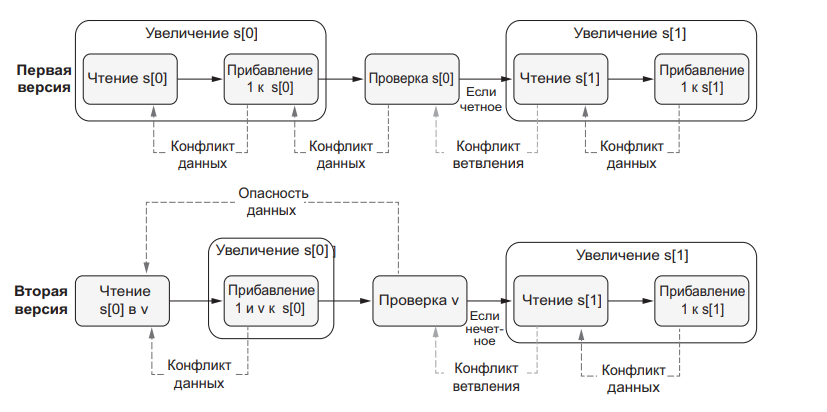 Увеличение s[0]
Увеличение s[1]
Первая
версия
Чтение s[0]
Прибавление
1 к s[0]
Проверка s[0]
Если
четное
Чтение s[1]
Прибавление
1 к s[1]
Конфликт
данных
Конфликт
данных
Конфликт
ветвления
Конфликт
данных
Опасность
данных
Увеличение s[0]
Увеличение s[1]
Вторая
версия
Чтение
s[0] в v
Прибавление
1 и v к s[0]
Проверка v
Если
нечет-
ное
Чтение s[1]
Прибавление
1 к s[1]
Конфликт
данных
Конфликт
ветвления
Конфликт
данных